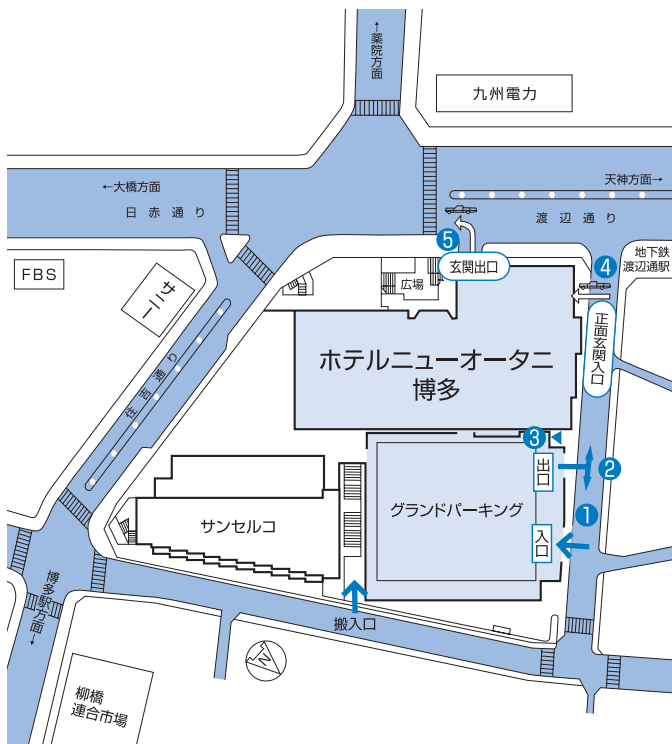 ←薬院方面
九州電力
←大橋方面
日赤通り
天神方面→
渡辺通り
地下鉄
渡辺通駅
FBS
サニー
広場
玄関出口
❺
❹
正面玄関入口
ホテルニューオータニ
博多
住吉通り
❸
出口
❷
グランドパーキング
❶
入口
サンセルコ
搬入口
博多駅方面→
N
柳橋
連合市場